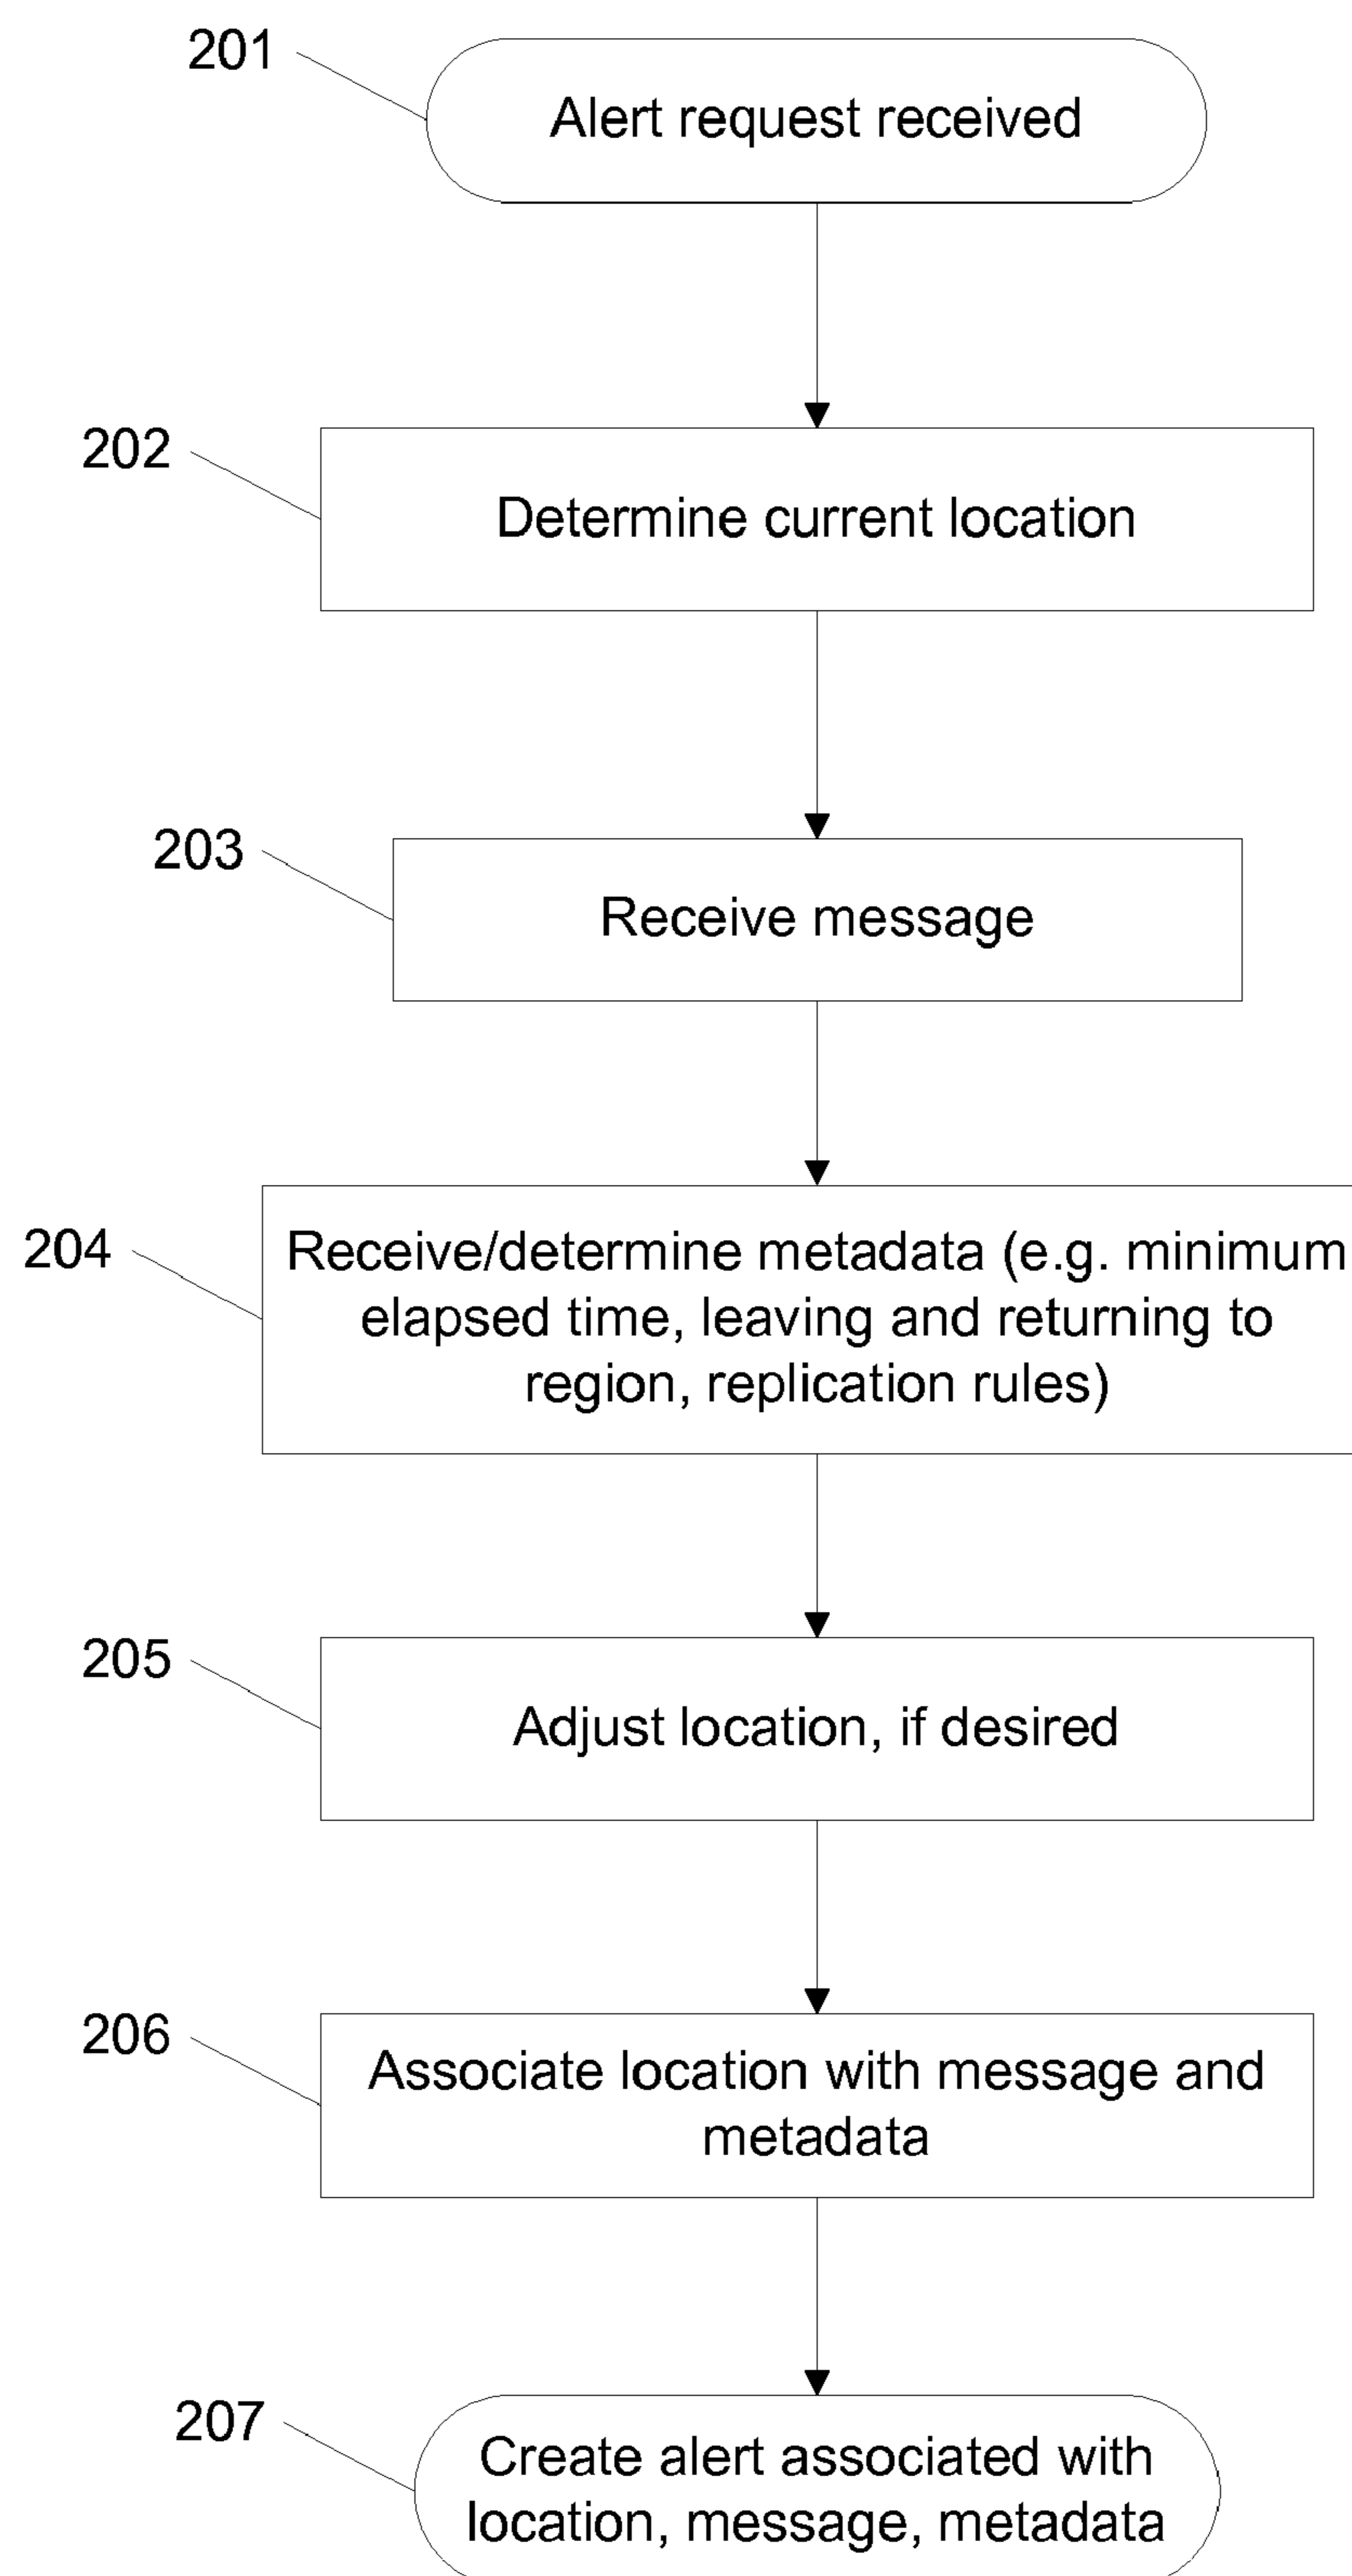 201
Alert request received
202
Determine current location
203
Receive message
204
Receive/determine metadata (e.g. minimum
elapsed time, leaving and returning to
region, replication rules)
205
Adjust location, if desired
206
Associate location with message and
metadata
207
Create alert associated with
location, message, metadata